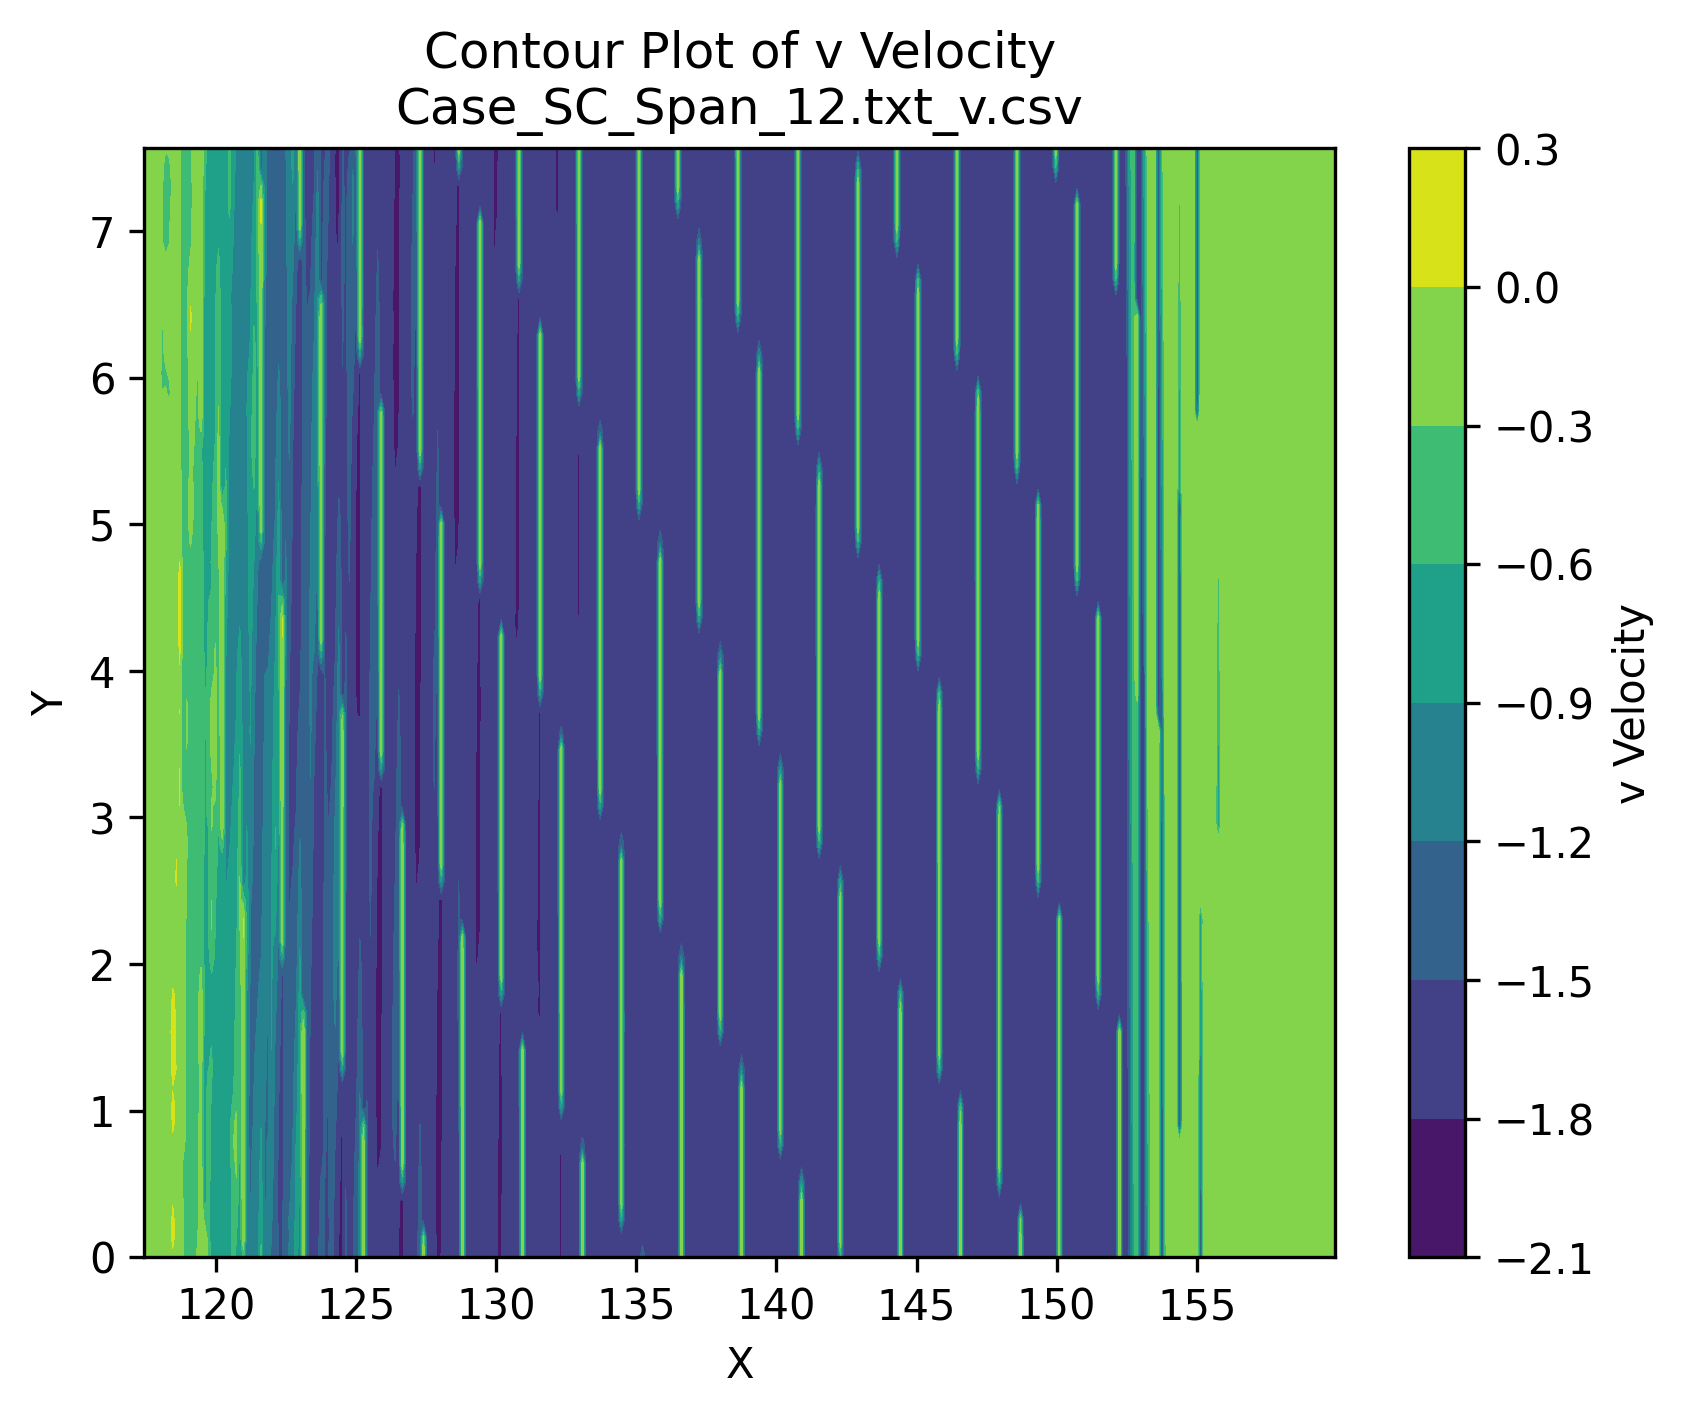 Contour Plot of v Velocity
Case_SC_Span_12.txt_v.csv
Y
7
6
5
4
3
2
1
0
120 125 130 135 140 145 150 155
X
0.3
0.0
−0.3
−0.6
−0.9
−1.2
−1.5
−1.8
−2.1
v Velocity